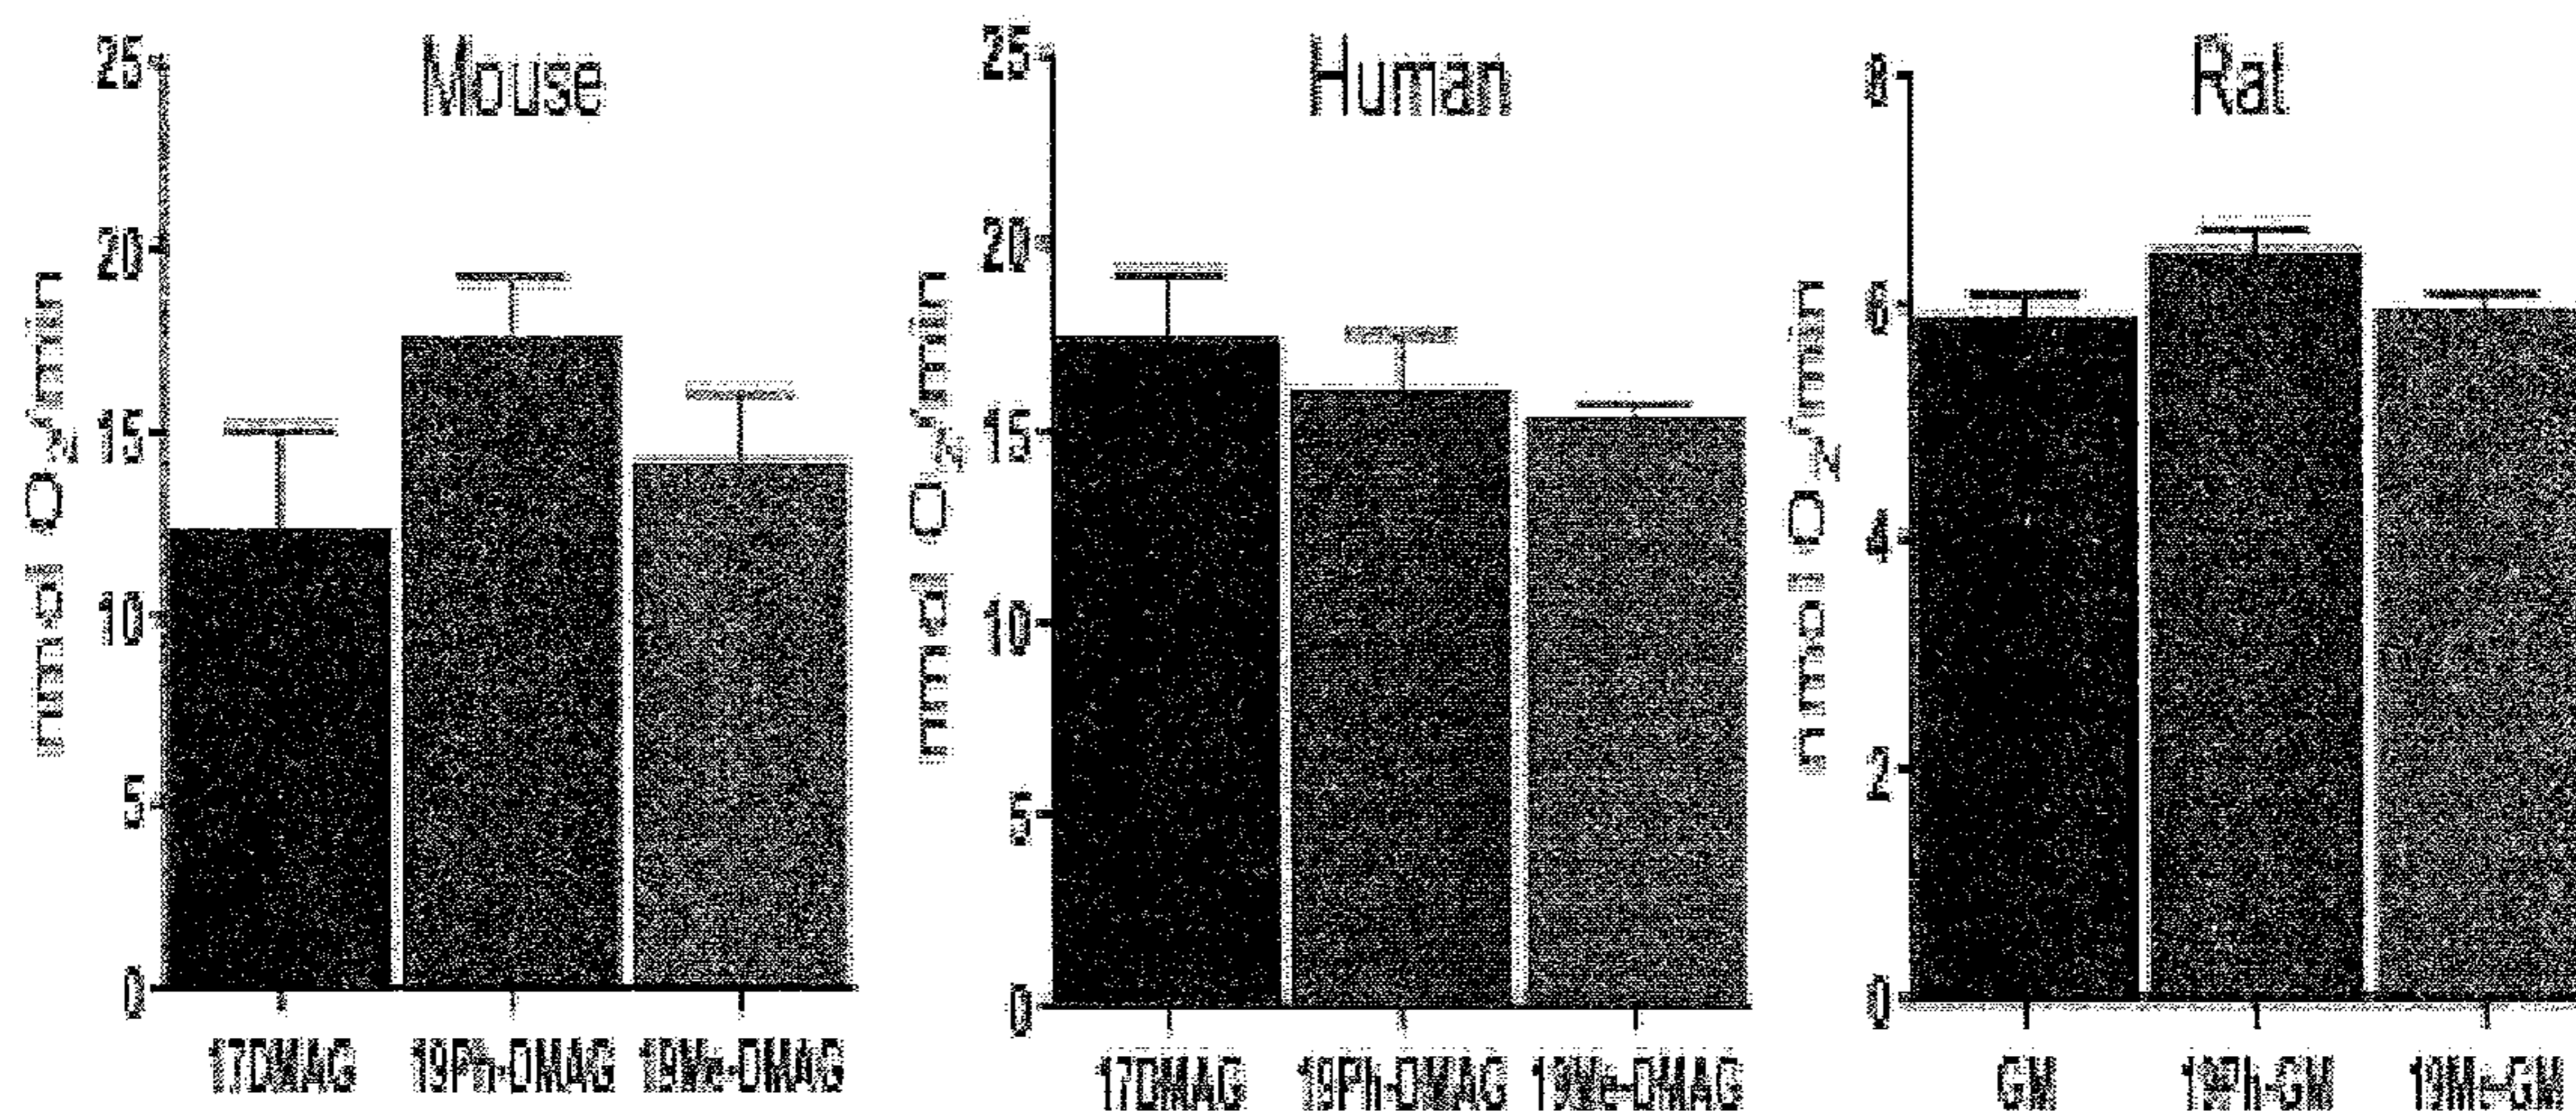 Mouse
nmol O2/min
25
20
15
10
5
0
17DMAG
19Ph-DMAG
19Me-DMAG
Human
nmol O2/min
25
20
15
10
5
0
17DMAG
19Ph-DMAG
19Me-DMAG
Rat
nmol O2/min
8
6
4
2
0
GM
19Ph-GM
19Me-GM